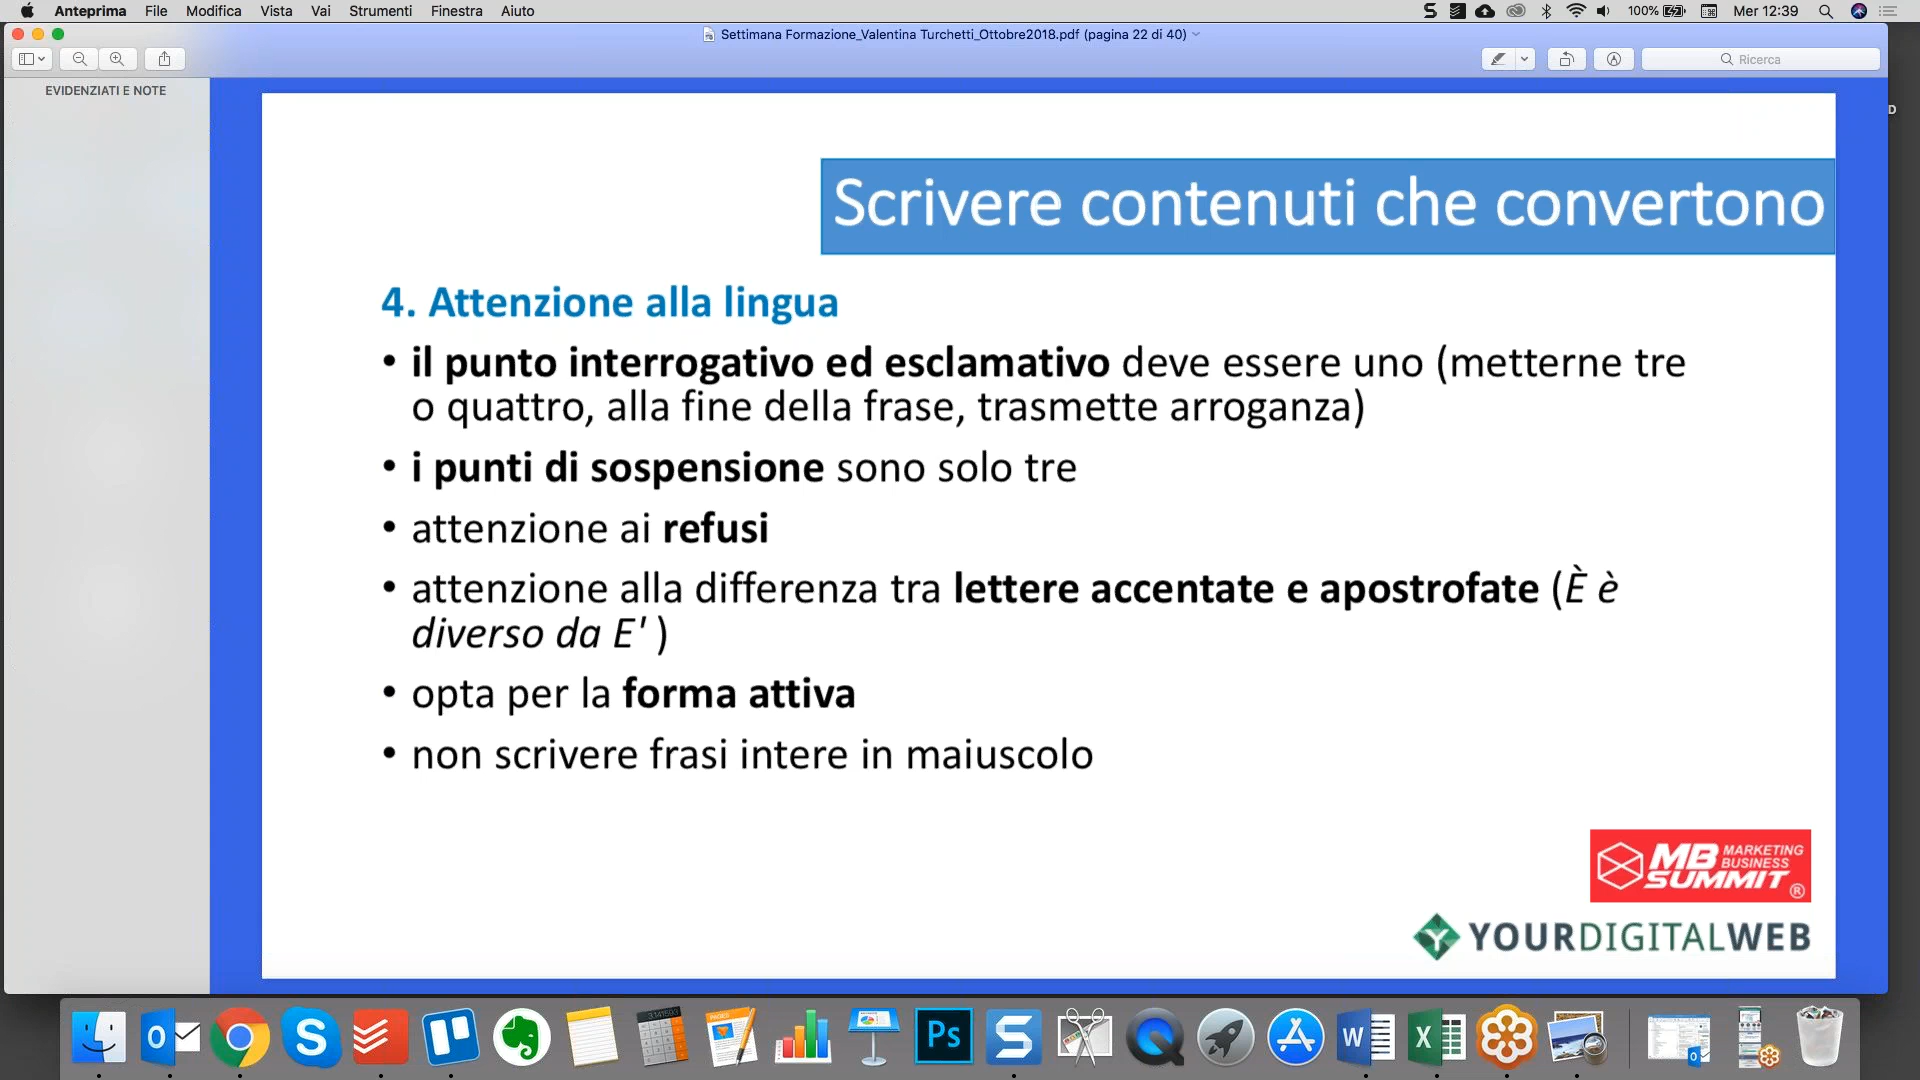 Anteprima File Modifica Vista Vai Strumenti Finestra Aiuto 100% Mer 12:39
Settimana Formazione_Valentina Turchetti_Ottobre2018.pdf (pagina 22 di 40)
Ricerca
EVIDENZIATI E NOTE
D
Scrivere contenuti che convertono
4. Attenzione alla lingua
• il punto interrogativo ed esclamativo deve essere uno (metterne tre
o quattro, alla fine della frase, trasmette arroganza)
• i punti di sospensione sono solo tre
• attenzione ai refusi
• attenzione alla differenza tra lettere accentate e apostrofate (È è
diverso da E' )
• opta per la forma attiva
• non scrivere frasi intere in maiuscolo
MB MARKETING
BUSINESS
SUMMIT ®
YOURDIGITALWEB
3.141593
PAGES
Ps